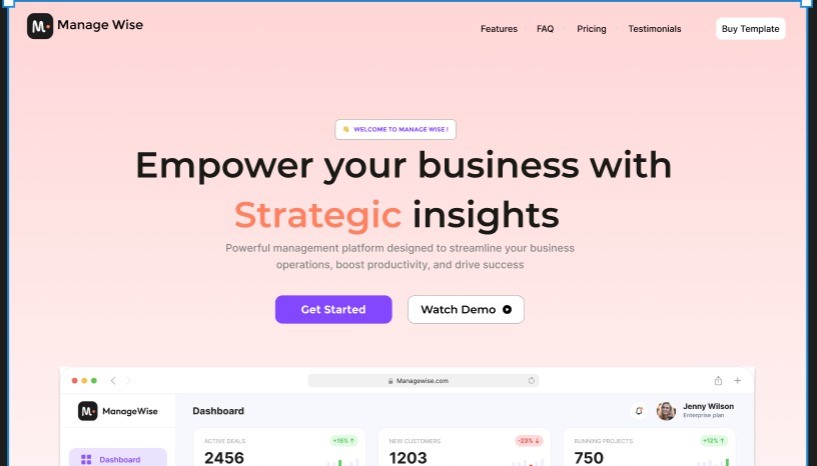 M. Manage Wise
Features FAQ Pricing Testimonials Buy Template
👋 WELCOME TO MANAGE WISE !
Empower your business with
Strategic insights
Powerful management platform designed to streamline your business
operations, boost productivity, and drive success
Get Started Watch Demo
Managewise.com
M. ManageWise
Dashboard
Jenny Wilson
Enterprise plan
Dashboard
ACTIVE DEALS +16% ↑
2456
NEW CUSTOMERS -23% ↓
1203
RUNNING PROJECTS +12% ↑
750